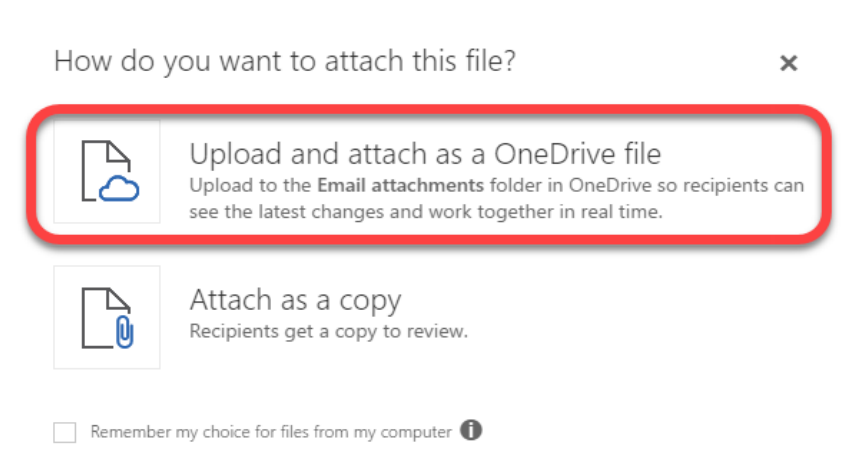 How do you want to attach this file?
Upload and attach as a OneDrive file
Upload to the Email attachments folder in OneDrive so recipients can
see the latest changes and work together in real time.
Attach as a copy
Recipients get a copy to review.
Remember my choice for files from my computer